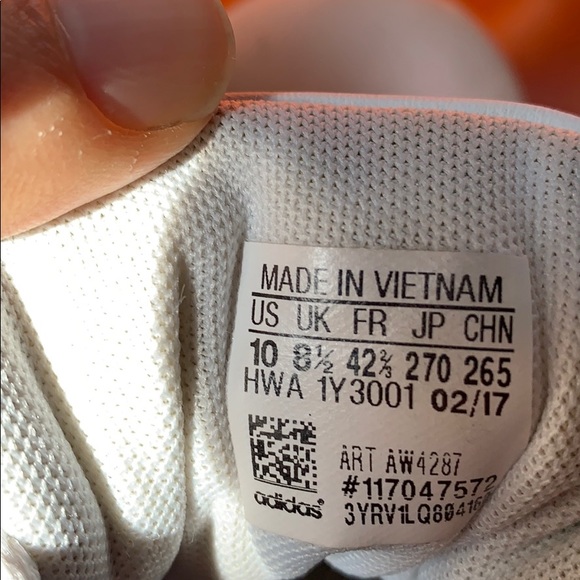 MADE IN VIETNAM
US UK FR JP CHN
10 8½ 42⅔ 270 265
HWA 1Y3001 02/17
ART AW4287
#117047572
adidas®